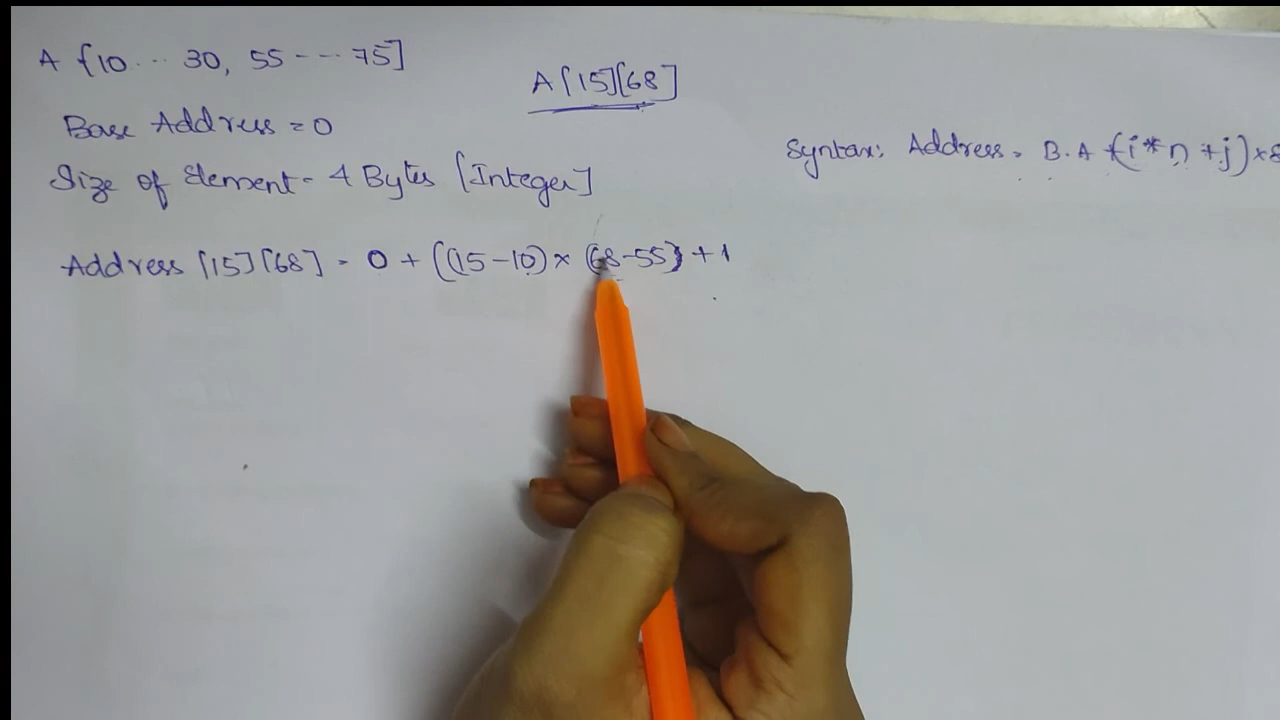 A [10 ... 30, 55 --- 75]
A[15][68]
Base Address = 0
Syntax: Address = B.A + (i * n + j) ×
Size of Element - 4 Bytes [Integer]
Address [15][68] = 0 + ((15 - 10) × (68 - 55) + 1